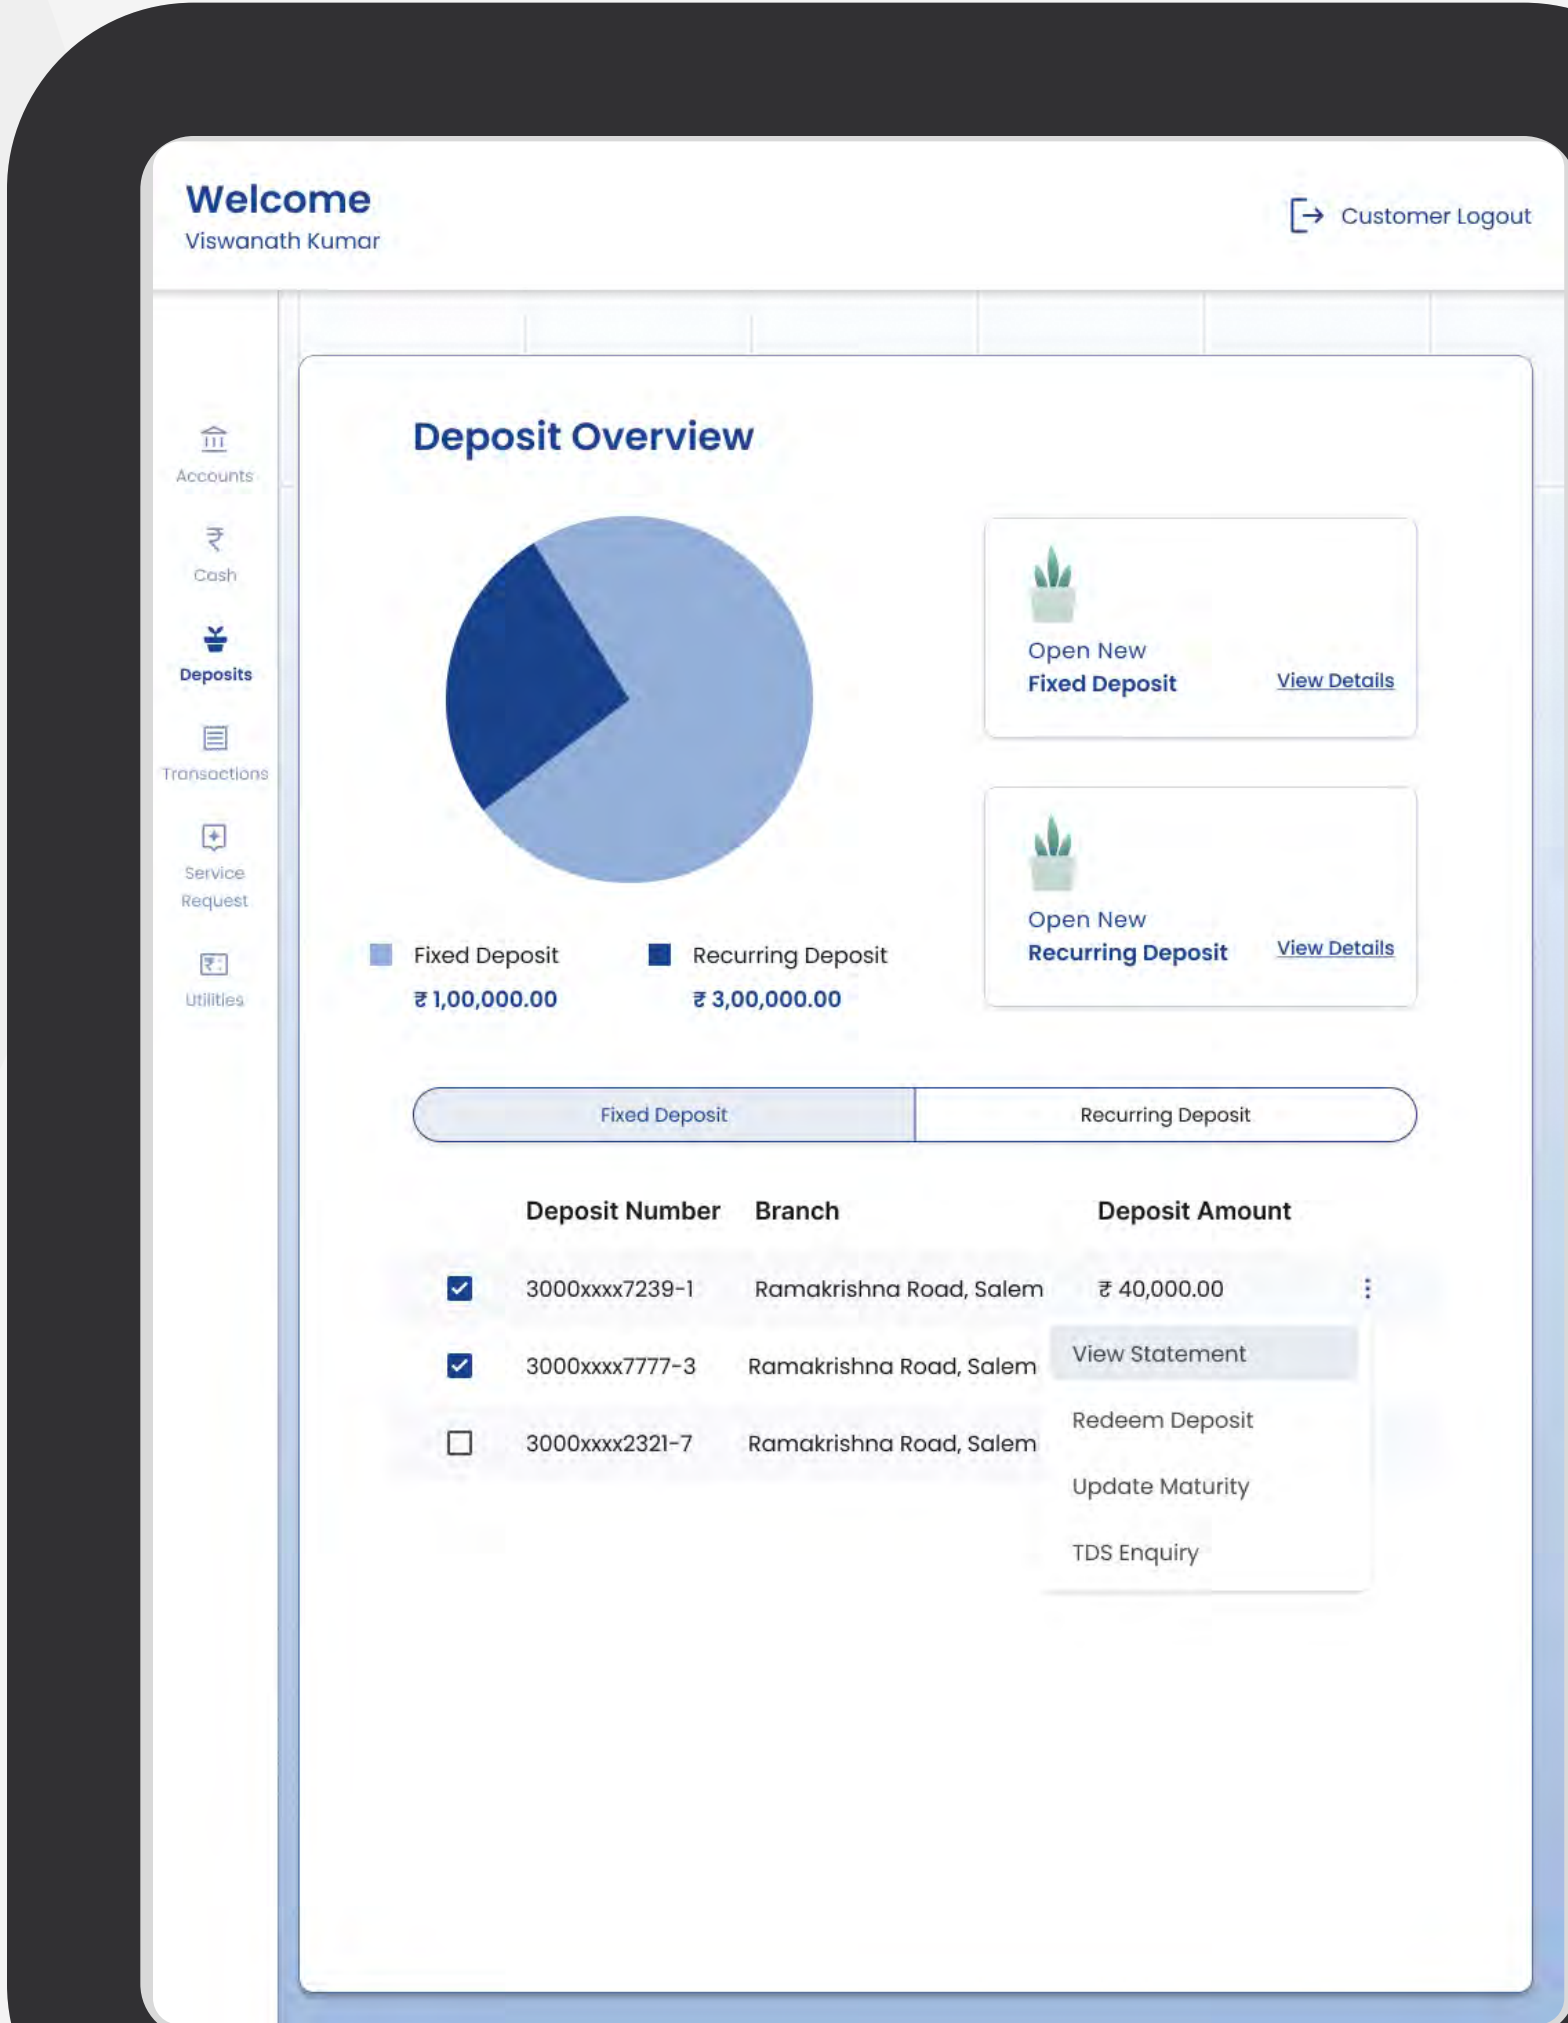 Welcome
Viswanath Kumar
Customer Logout
Accounts
Cash
Deposits
Transactions
Service
Request
Utilities
Deposit Overview
Open New
Fixed Deposit
View Details
Open New
Recurring Deposit
View Details
Fixed Deposit
₹ 1,00,000.00
Recurring Deposit
₹ 3,00,000.00
Fixed Deposit
Recurring Deposit
Deposit Number Branch Deposit Amount
3000xxxx7239-1 Ramakrishna Road, Salem ₹ 40,000.00
3000xxxx7777-3 Ramakrishna Road, Salem
3000xxxx2321-7 Ramakrishna Road, Salem
View Statement
Redeem Deposit
Update Maturity
TDS Enquiry